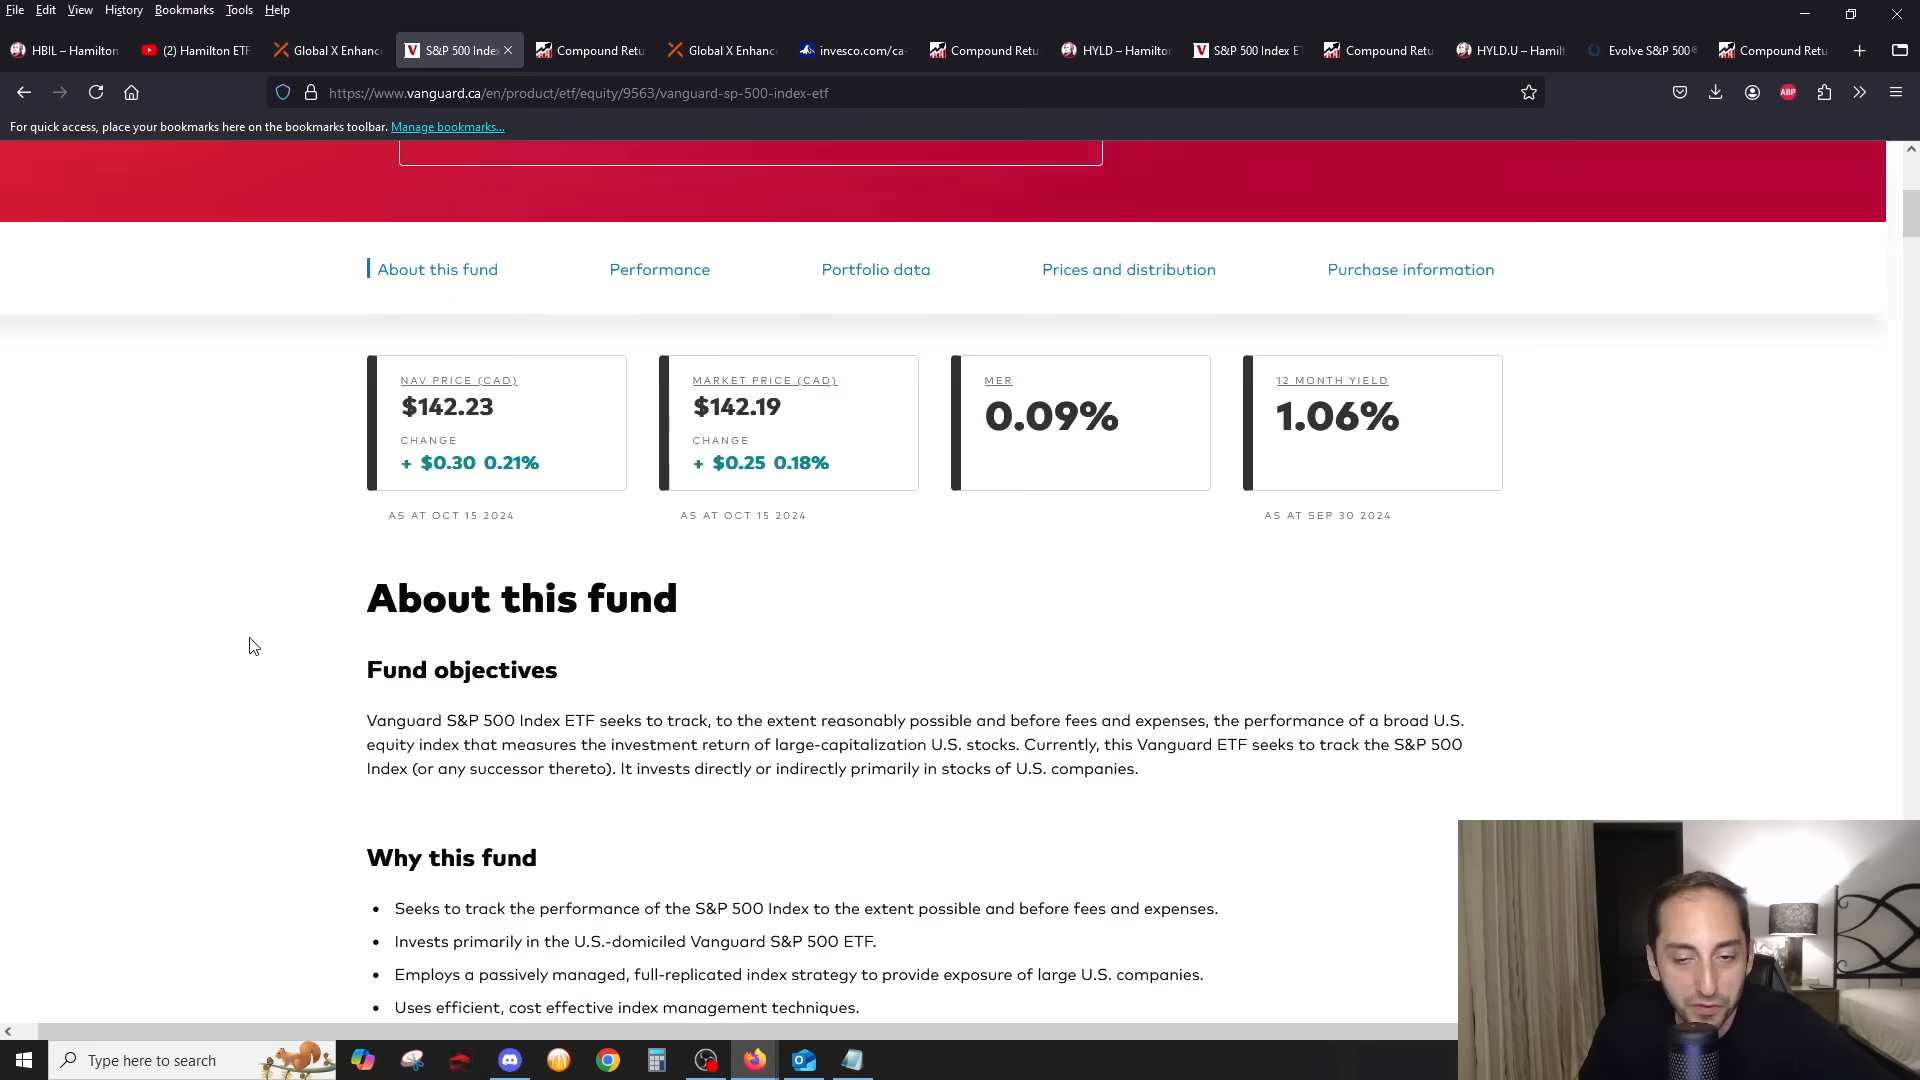 File Edit View History Bookmarks Tools Help
HBIL – Hamilton (2) Hamilton ETF Global X Enhanc S&P 500 Index Compound Retu Global X Enhanc invesco.com/ca- Compound Retu HYLD – Hamilton S&P 500 Index ET Compound Retu HYLD.U – Hamilt Evolve S&P 500® Compound Retu
https://www.vanguard.ca/en/product/etf/equity/9563/vanguard-sp-500-index-etf
ABP
For quick access, place your bookmarks here on the bookmarks toolbar. Manage bookmarks...
About this fund Performance Portfolio data Prices and distribution Purchase information
NAV PRICE (CAD) MARKET PRICE (CAD) MER 12 MONTH YIELD
$142.23 $142.19 0.09% 1.06%
CHANGE CHANGE
+ $0.30 0.21% + $0.25 0.18%
AS AT OCT 15 2024 AS AT OCT 15 2024 AS AT SEP 30 2024
About this fund
Fund objectives
Vanguard S&P 500 Index ETF seeks to track, to the extent reasonably possible and before fees and expenses, the performance of a broad U.S.
equity index that measures the investment return of large-capitalization U.S. stocks. Currently, this Vanguard ETF seeks to track the S&P 500
Index (or any successor thereto). It invests directly or indirectly primarily in stocks of U.S. companies.
Why this fund
• Seeks to track the performance of the S&P 500 Index to the extent possible and before fees and expenses.
• Invests primarily in the U.S.-domiciled Vanguard S&P 500 ETF.
• Employs a passively managed, full-replicated index strategy to provide exposure of large U.S. companies.
• Uses efficient, cost effective index management techniques.
Type here to search